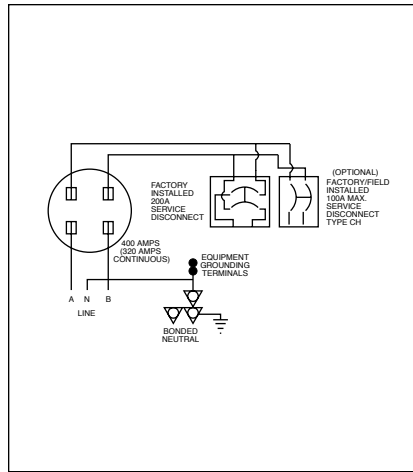 (OPTIONAL)
FACTORY/FIELD
INSTALLED
100A MAX.
SERVICE
DISCONNECT
TYPE CH
FACTORY
INSTALLED
200A
SERVICE
DISCONNECT
400 AMPS
(320 AMPS
CONTINUOUS)
EQUIPMENT
GROUNDING
TERMINALS
A N B
LINE
BONDED
NEUTRAL